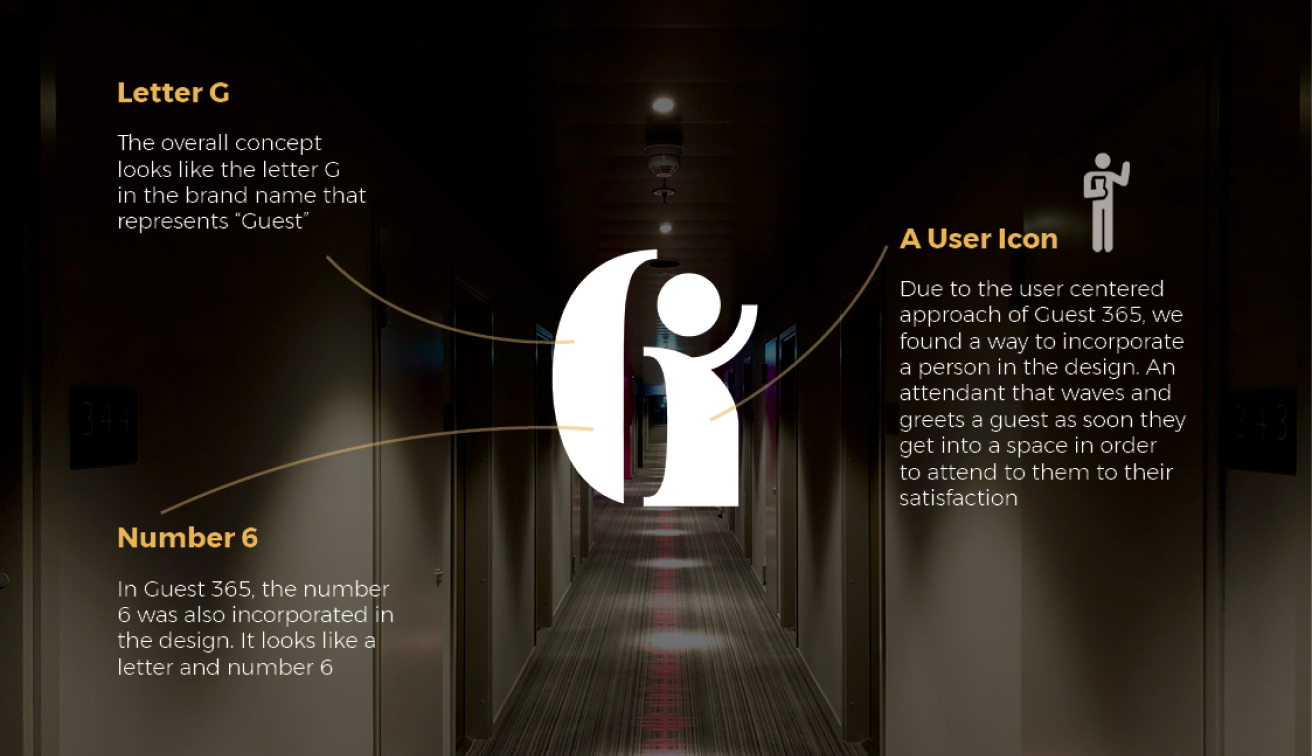 Letter G
The overall concept
looks like the letter G
in the brand name that
represents “Guest”
A User Icon
Due to the user centered
approach of Guest 365, we
found a way to incorporate
a person in the design. An
attendant that waves and
greets a guest as soon they
get into a space in order
to attend to them to their
satisfaction
344
343
Number 6
In Guest 365, the number
6 was also incorporated in
the design. It looks like a
letter and number 6